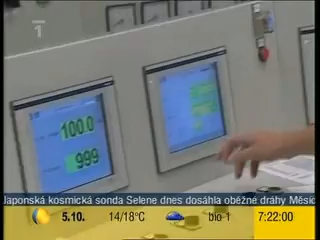 1
100.0
999
Japonská kosmická sonda Selene dnes dosáhla oběžné dráhy Měsíc
5.10. 14/18°C bio 1 7:22:00